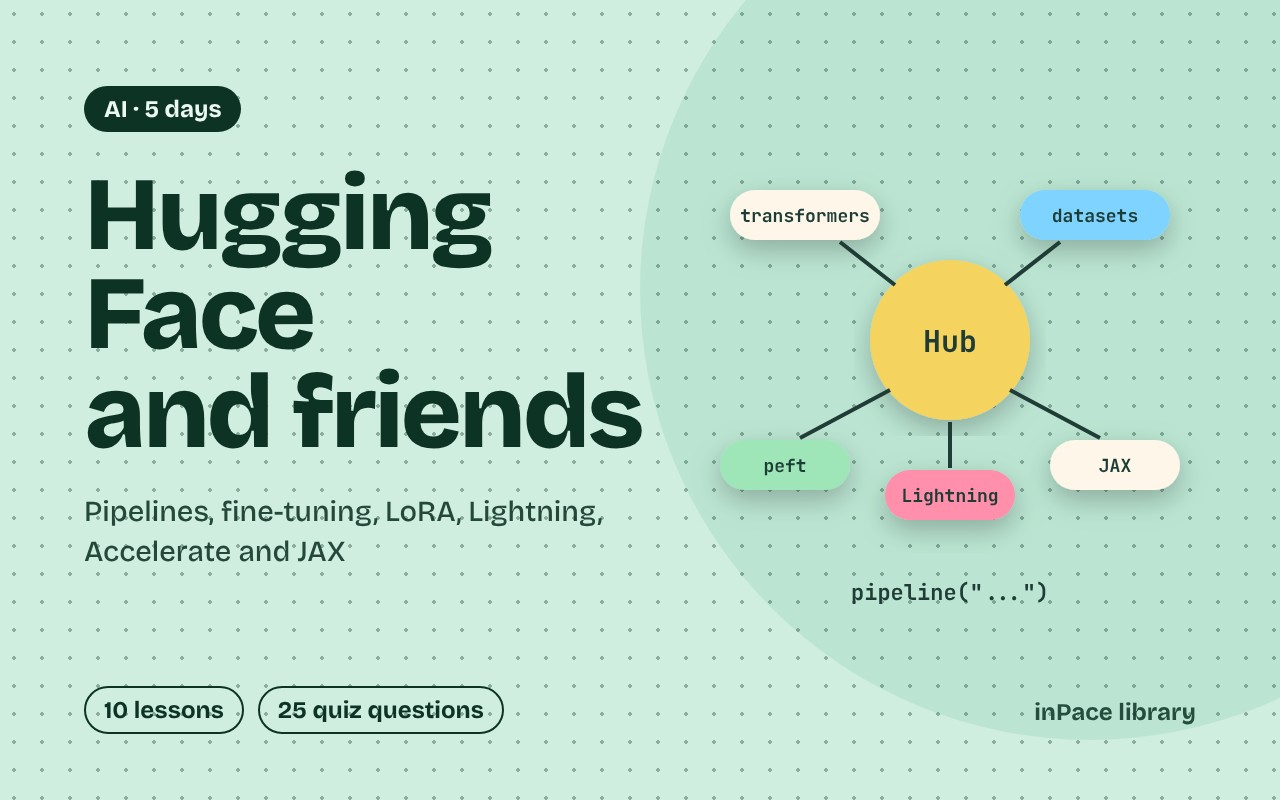 AI · 5 days
Hugging
Face
and friends
Pipelines, fine-tuning, LoRA, Lightning,
Accelerate and JAX
10 lessons
25 quiz questions
transformers
datasets
Hub
peft
Lightning
JAX
pipeline("...")
inPace library